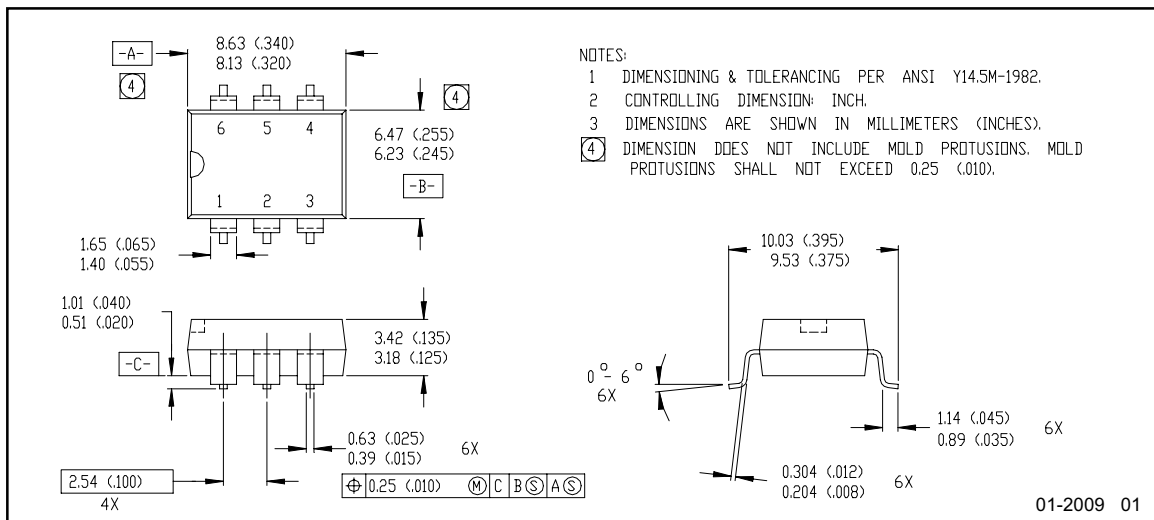 -A-
8.63 (.340)
8.13 (.320)
4
4
6 5 4
1 2 3
6.47 (.255)
6.23 (.245)
-B-
1.65 (.065)
1.40 (.055)
NOTES:
1 DIMENSIONING & TOLERANCING PER ANSI Y14.5M-1982.
2 CONTROLLING DIMENSION: INCH.
3 DIMENSIONS ARE SHOWN IN MILLIMETERS (INCHES).
4 DIMENSION DOES NOT INCLUDE MOLD PROTUSIONS. MOLD
PROTUSIONS SHALL NOT EXCEED 0.25 (.010).
1.01 (.040)
0.51 (.020)
-C-
3.42 (.135)
3.18 (.125)
0.63 (.025)
0.39 (.015)
6X
2.54 (.100)
4X
⌖ 0.25 (.010) Ⓜ C B Ⓢ A Ⓢ
10.03 (.395)
9.53 (.375)
0°- 6°
6X
1.14 (.045)
0.89 (.035)
6X
0.304 (.012)
0.204 (.008)
6X
01-2009 01